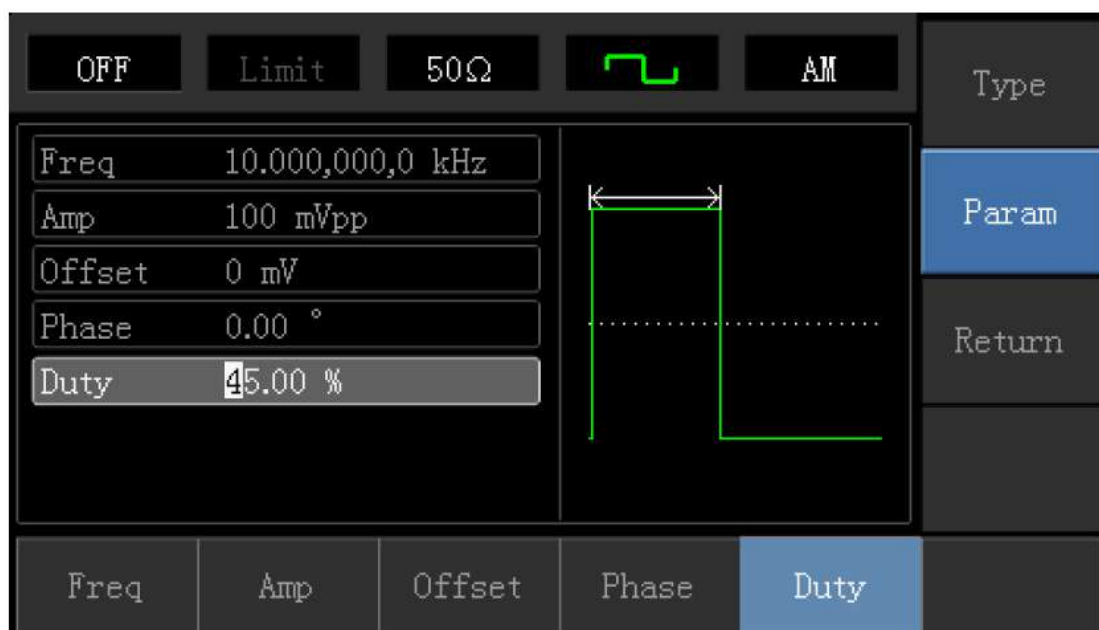 OFF Limit 50Ω AM
Type
Freq 10.000,000,0 kHz
Amp 100 mVpp
Param
Offset 0 mV
Phase 0.00 °
Return
Duty 45.00 %
Freq Amp Offset Phase Duty